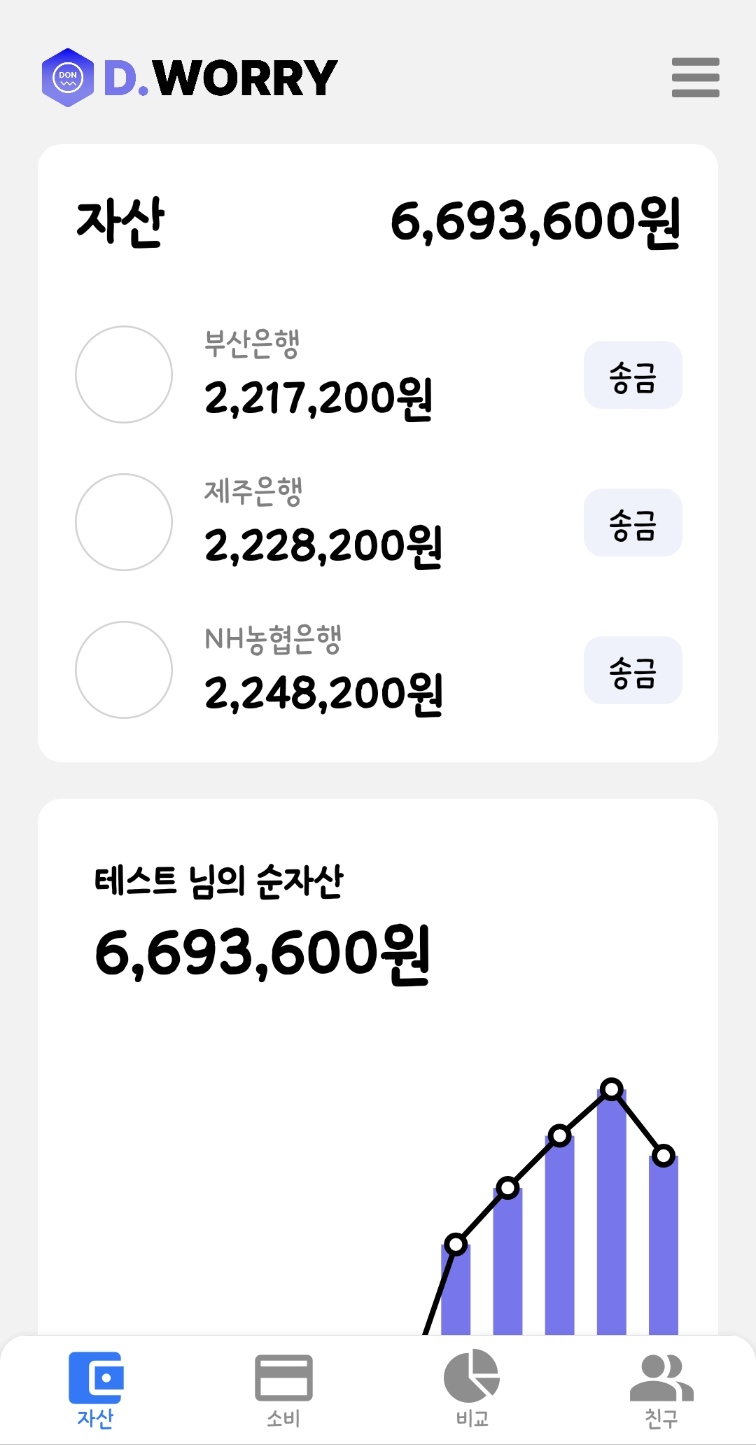 DON
D.WORRY
자산 6,693,600원
부산은행
2,217,200원
송금
제주은행
2,228,200원
송금
NH농협은행
2,248,200원
송금
테스트 님의 순자산
6,693,600원
자산 소비 비교 친구